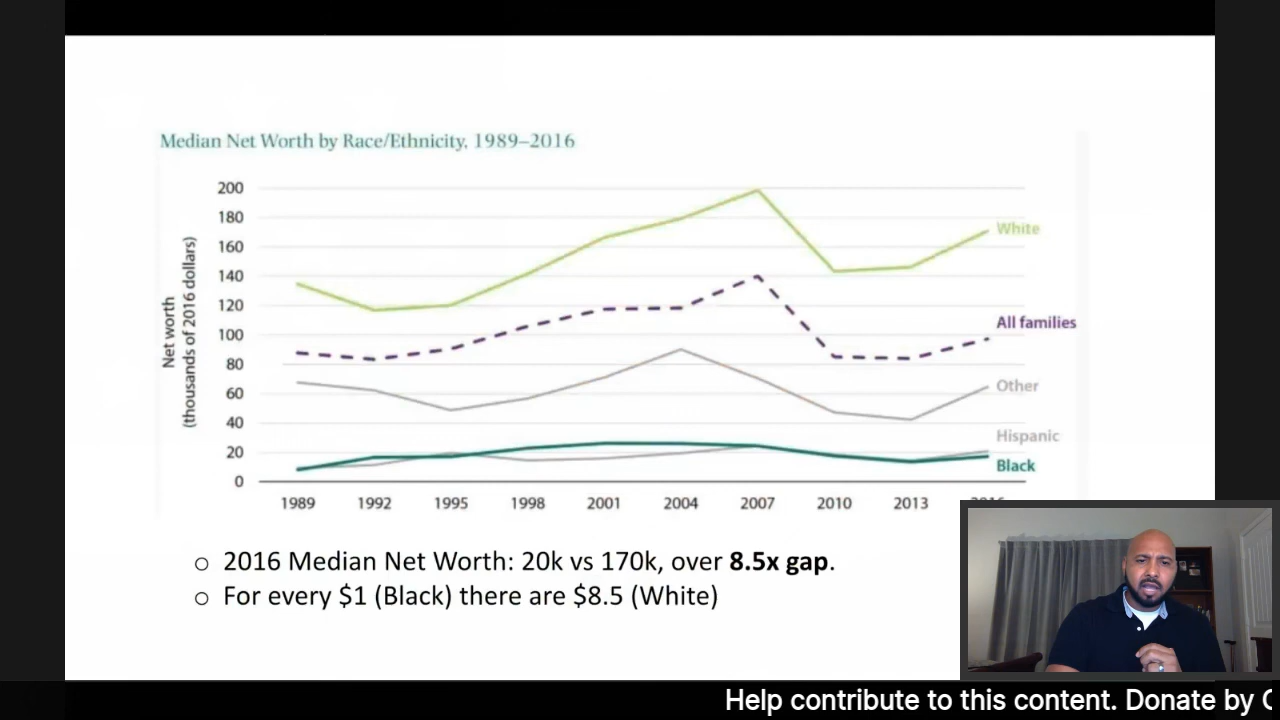 Median Net Worth by Race/Ethnicity, 1989–2016
Net worth
(thousands of 2016 dollars)
200
180
160
140
120
100
80
60
40
20
0
White
All families
Other
Hispanic
Black
1989 1992 1995 1998 2001 2004 2007 2010 2013
○ 2016 Median Net Worth: 20k vs 170k, over 8.5x gap.
○ For every $1 (Black) there are $8.5 (White)
Help contribute to this content. Donate by